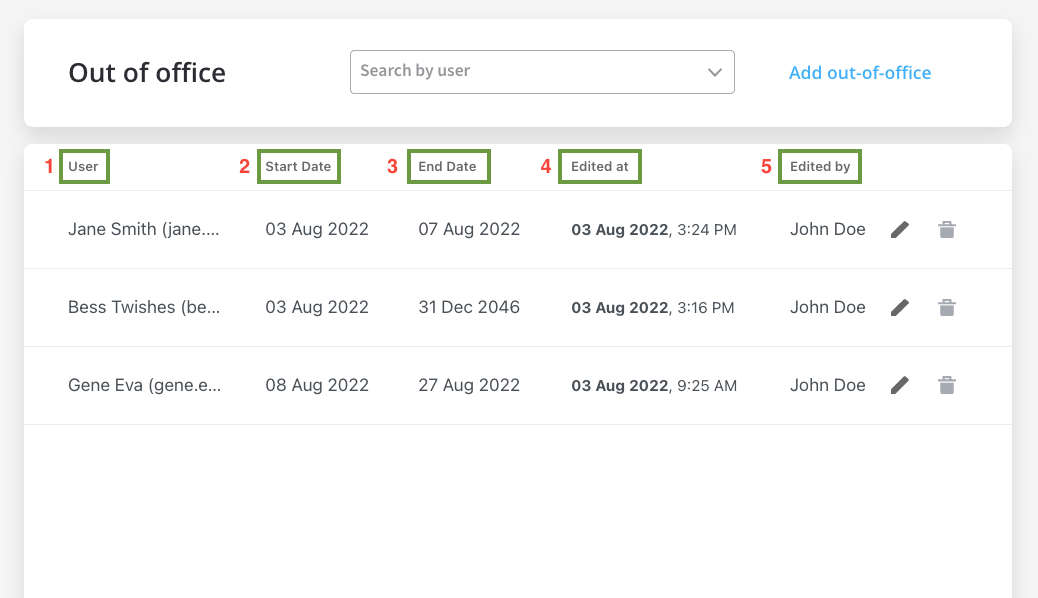 Out of office Search by user Add out-of-office
1 User 2 Start Date 3 End Date 4 Edited at 5 Edited by
Jane Smith (jane.... 03 Aug 2022 07 Aug 2022 03 Aug 2022, 3:24 PM John Doe
Bess Twishes (be... 03 Aug 2022 31 Dec 2046 03 Aug 2022, 3:16 PM John Doe
Gene Eva (gene.e... 08 Aug 2022 27 Aug 2022 03 Aug 2022, 9:25 AM John Doe